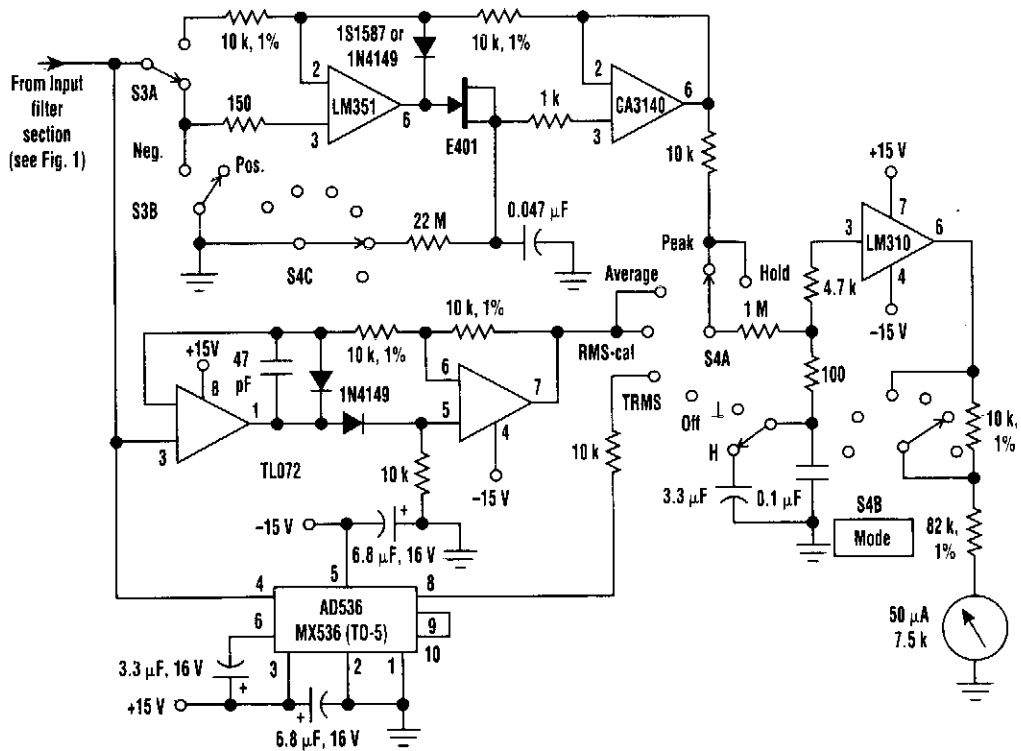 10 k, 1%
1S1587 or
1N4149
10 k, 1%
From Input
filter
section
(see Fig. 1)
S3A
2
LM351
6
3
150
E401
1 k
2
CA3140
6
3
10 k
Neg.
Pos.
S3B
S4C
22 M
0.047 µF
+15 V
7
3
LM310
6
4
–15 V
Peak
Hold
4.7 k
1 M
S4A
Average
10 k, 1%
10 k, 1%
RMS-cal
TRMS
100
+15V
8
47
pF
1N4149
1
3
TL072
6
7
5
4
–15 V
10 k
10 k
Off
H
3.3 µF
0.1 µF
S4B
Mode
10 k,
1%
82 k,
1%
–15 V
+
6.8 µF, 16 V
5
4
8
AD536
MX536 (TO-5)
6
9
10
3
2
1
3.3 µF, 16 V
+
+15 V
+
6.8 µF, 16 V
50 µA
7.5 k